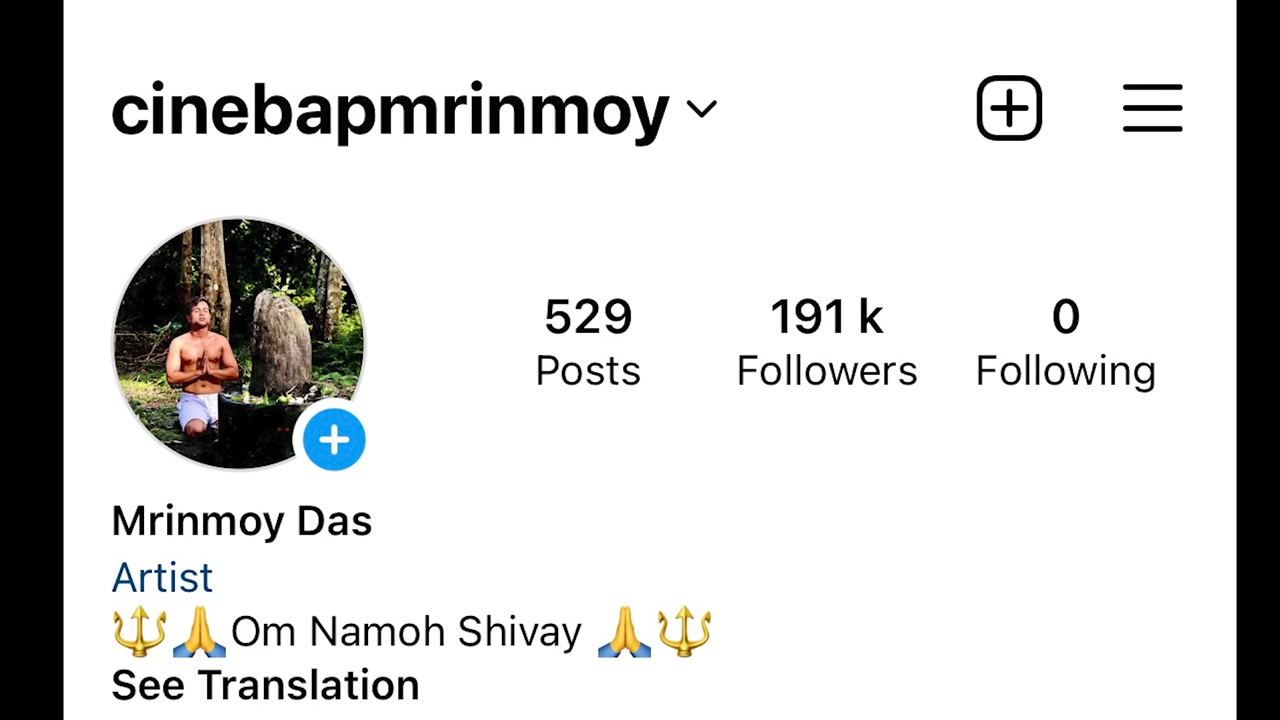 cinebapmrinmoy
529 191 k 0
Posts Followers Following
Mrinmoy Das
Artist
🔱🙏Om Namoh Shivay 🙏🔱
See Translation